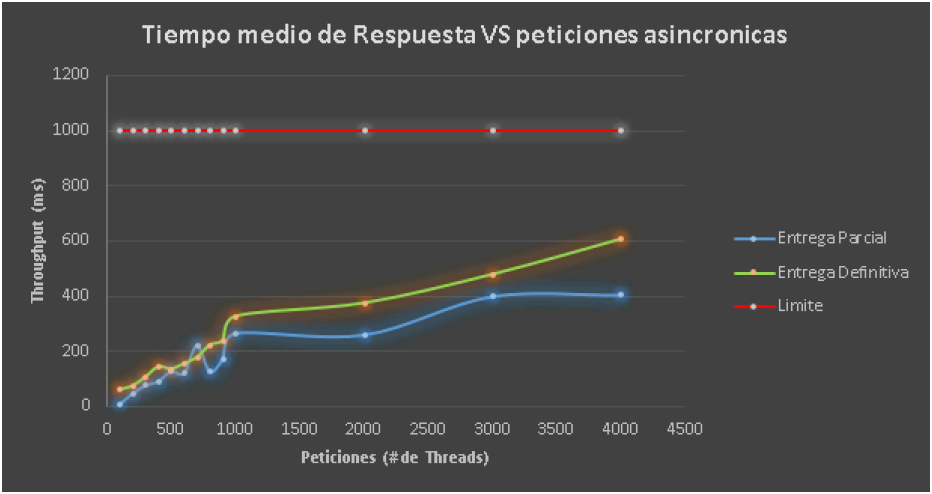 Tiempo medio de Respuesta VS peticiones asincronicas
1200
1000
800
600
400
200
0
Throughput (ms)
0 500 1000 1500 2000 2500 3000 3500 4000 4500
Peticiones (# de Threads)
Entrega Parcial
Entrega Definitiva
Limite